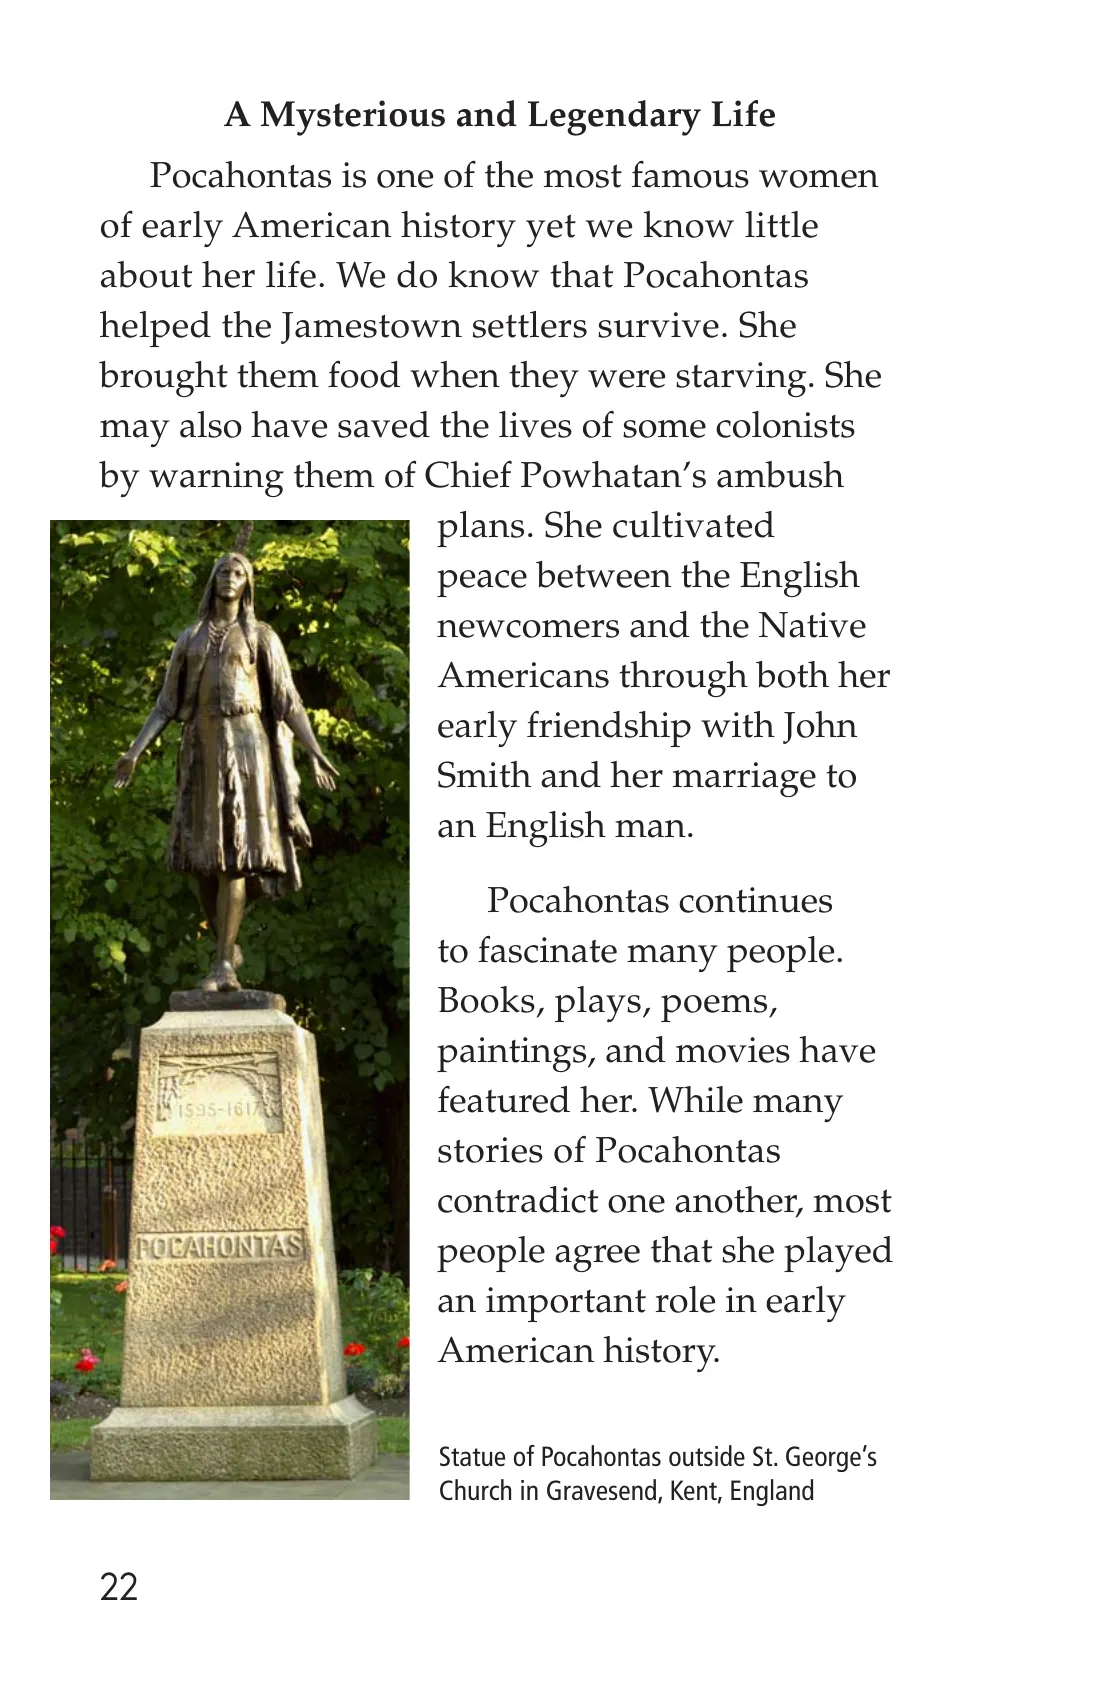 A Mysterious and Legendary Life
Pocahontas is one of the most famous women
of early American history yet we know little
about her life. We do know that Pocahontas
helped the Jamestown settlers survive. She
brought them food when they were starving. She
may also have saved the lives of some colonists
by warning them of Chief Powhatan’s ambush
plans. She cultivated
peace between the English
newcomers and the Native
Americans through both her
early friendship with John
Smith and her marriage to
an English man.
Pocahontas continues
to fascinate many people.
Books, plays, poems,
paintings, and movies have
featured her. While many
stories of Pocahontas
contradict one another, most
people agree that she played
an important role in early
American history.
1595-1617
POCAHONTAS
Statue of Pocahontas outside St. George’s
Church in Gravesend, Kent, England
22